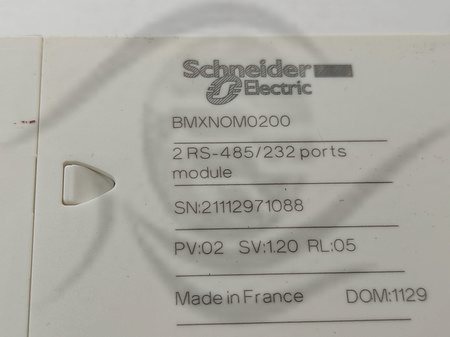 Schneider
Electric
BMXNOM0200
2 RS-485/232 ports
module
SN:21112971088
PV:02 SV:1.20 RL:05
Made in France DOM:1129